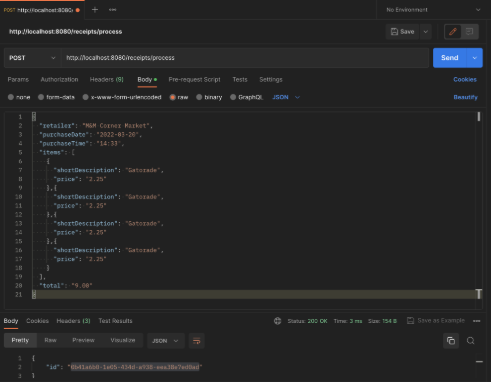 POST http://localhost:8080/
No Environment
http://localhost:8080/receipts/process
Save
POST http://localhost:8080/receipts/process Send
Params Authorization Headers (9) Body Pre-request Script Tests Settings Cookies
none form-data x-www-form-urlencoded raw binary GraphQL JSON Beautify
1 {
2 "retailer": "M&M Corner Market",
3 "purchaseDate": "2022-03-20",
4 "purchaseTime": "14:33",
5 "items": [
6 {
7 "shortDescription": "Gatorade",
8 "price": "2.25"
9 },{
10 "shortDescription": "Gatorade",
11 "price": "2.25"
12 },{
13 "shortDescription": "Gatorade",
14 "price": "2.25"
15 },{
16 "shortDescription": "Gatorade",
17 "price": "2.25"
18 }
19 ],
20 "total": "9.00"
21 }
Body Cookies Headers (3) Test Results Status: 200 OK Time: 3 ms Size: 154 B Save as Example
Pretty Raw Preview Visualize JSON
1 {
2 "id":
3 }